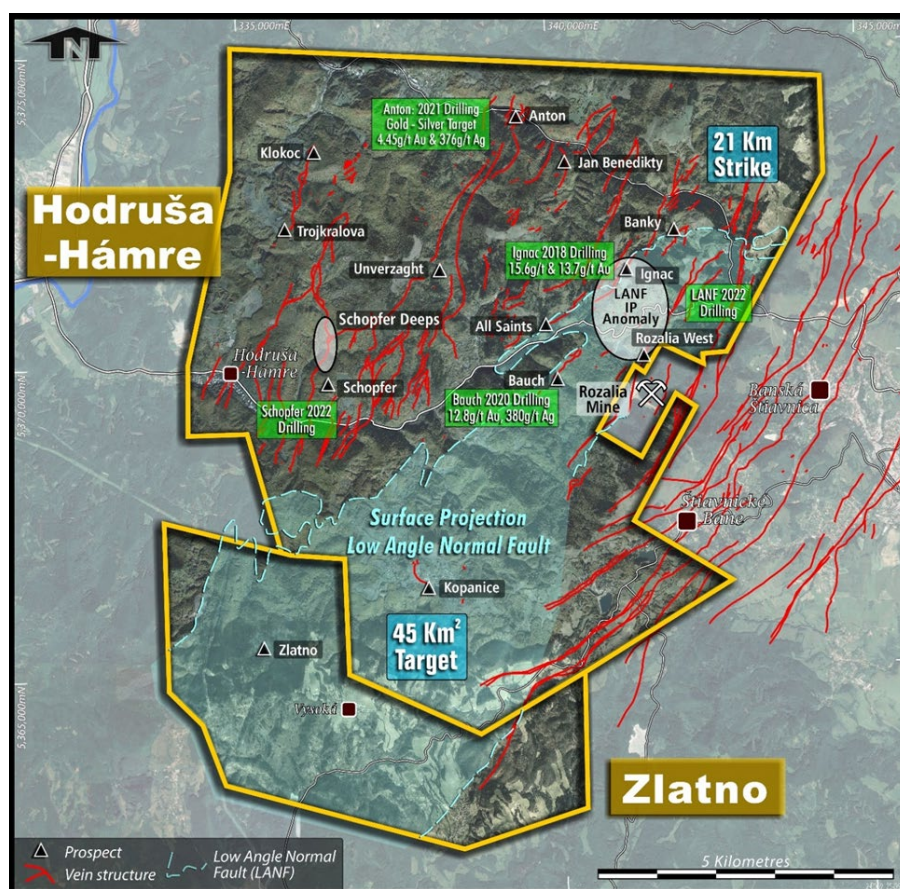 N
335,000mE
340,000mE
345,000mE
5,375,000mN
5,370,000mN
5,365,000mN
Hodruša
-Hámre
Anton: 2021 Drilling
Gold - Silver Target
4.45g/t Au & 376g/t Ag
Anton
21 Km
Strike
Klokoc
Jan Benedikty
Trojkralova
Banky
Unverzaght
Ignac 2018 Drilling
15.6g/t & 13.7g/t Au
Ignac
LANF
IP
Anomaly
LANF 2022
Drilling
Schopfer Deeps
All Saints
Rozalia West
Hodruša
-Hámre
Schopfer
Bauch
Rozalia
Mine
Banská
Štiavnica
Schopfer 2022
Drilling
Bauth 2020 Drilling
12.8g/t Au, 380g/t Ag
Surface Projection
Low Angle Normal Fault
Štiavnické
Bane
Kopanice
45 Km²
Target
Zlatno
Vysoká
Zlatno
Prospect
Vein structure
Low Angle Normal
Fault (LANF)
5 Kilometres